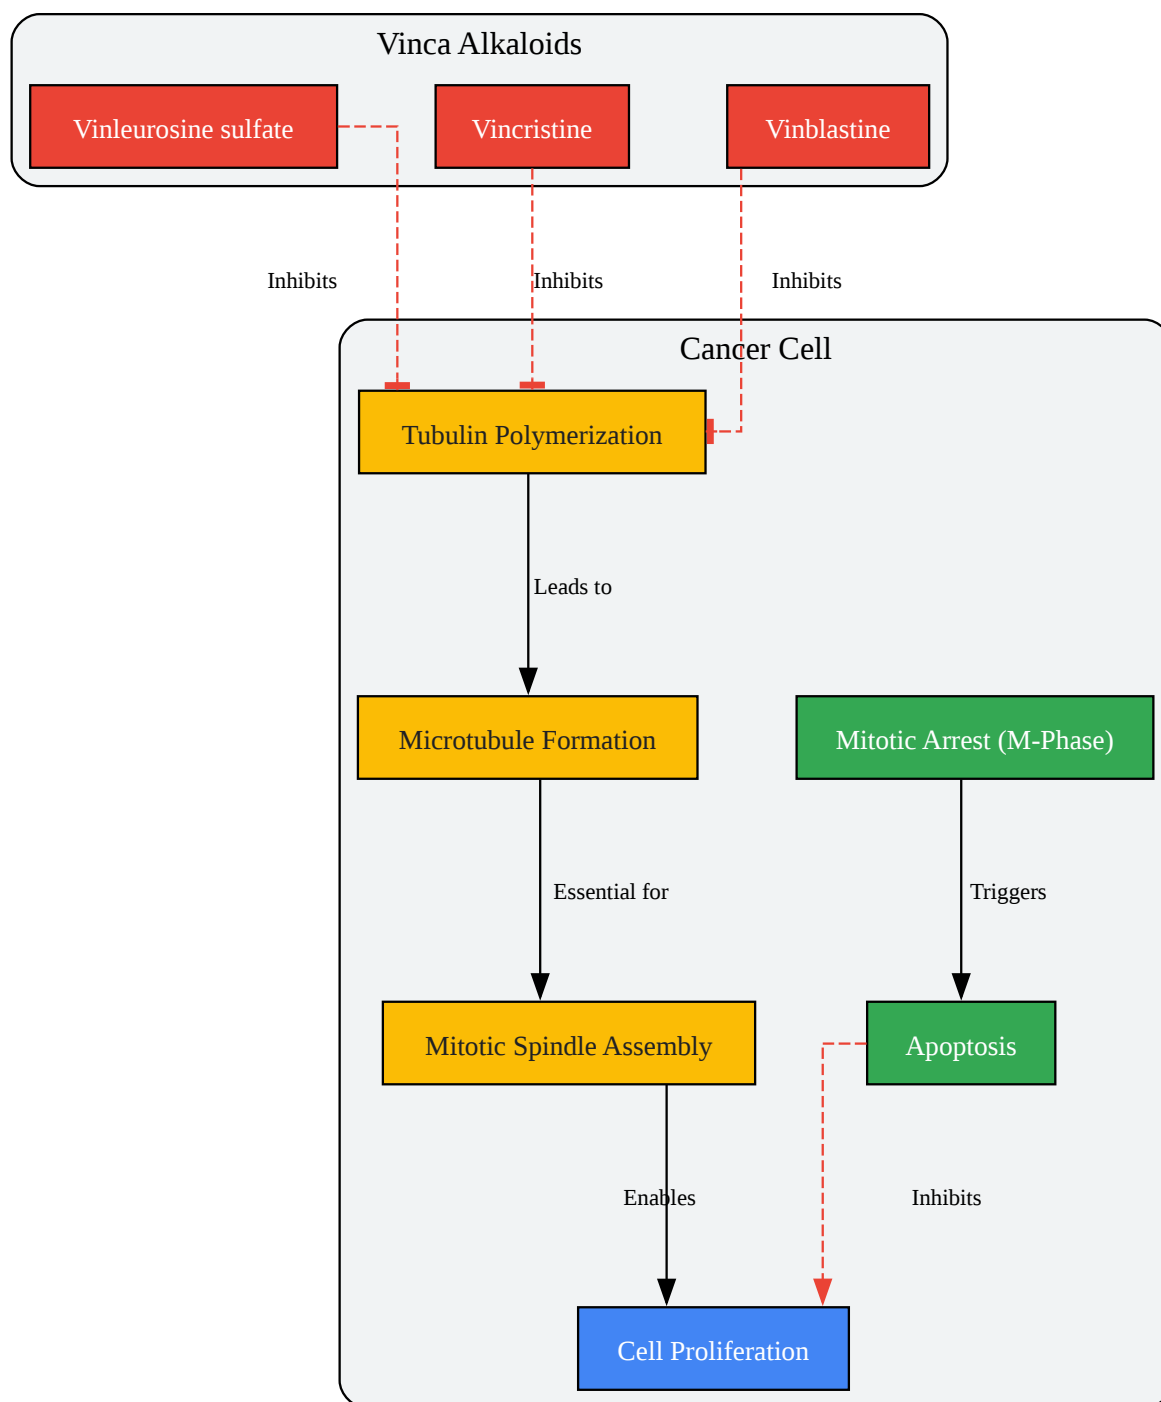 Vinca Alkaloids
Vinleurosine sulfate
Vincristine
Vinblastine
Inhibits
Inhibits
Inhibits
Cancer Cell
Tubulin Polymerization
Leads to
Microtubule Formation
Mitotic Arrest (M-Phase)
Essential for
Triggers
Mitotic Spindle Assembly
Apoptosis
Enables
Inhibits
Cell Proliferation